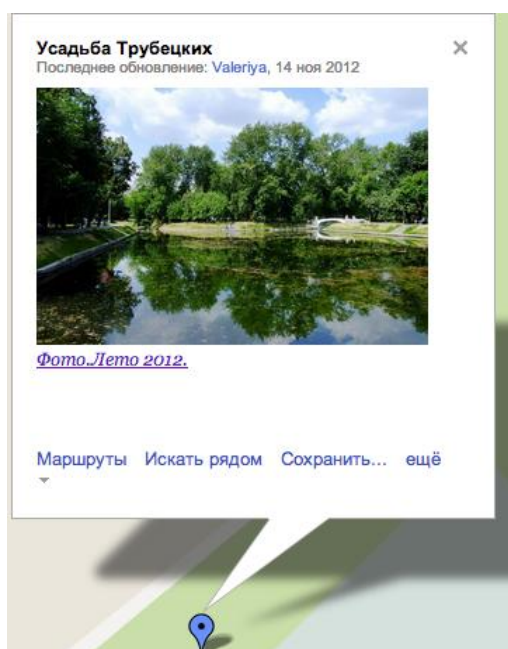 Усадьба Трубецких
Последнее обновление: Valeriya, 14 ноя 2012
Фото.Лето 2012.
Маршруты Искать рядом Сохранить... ещё